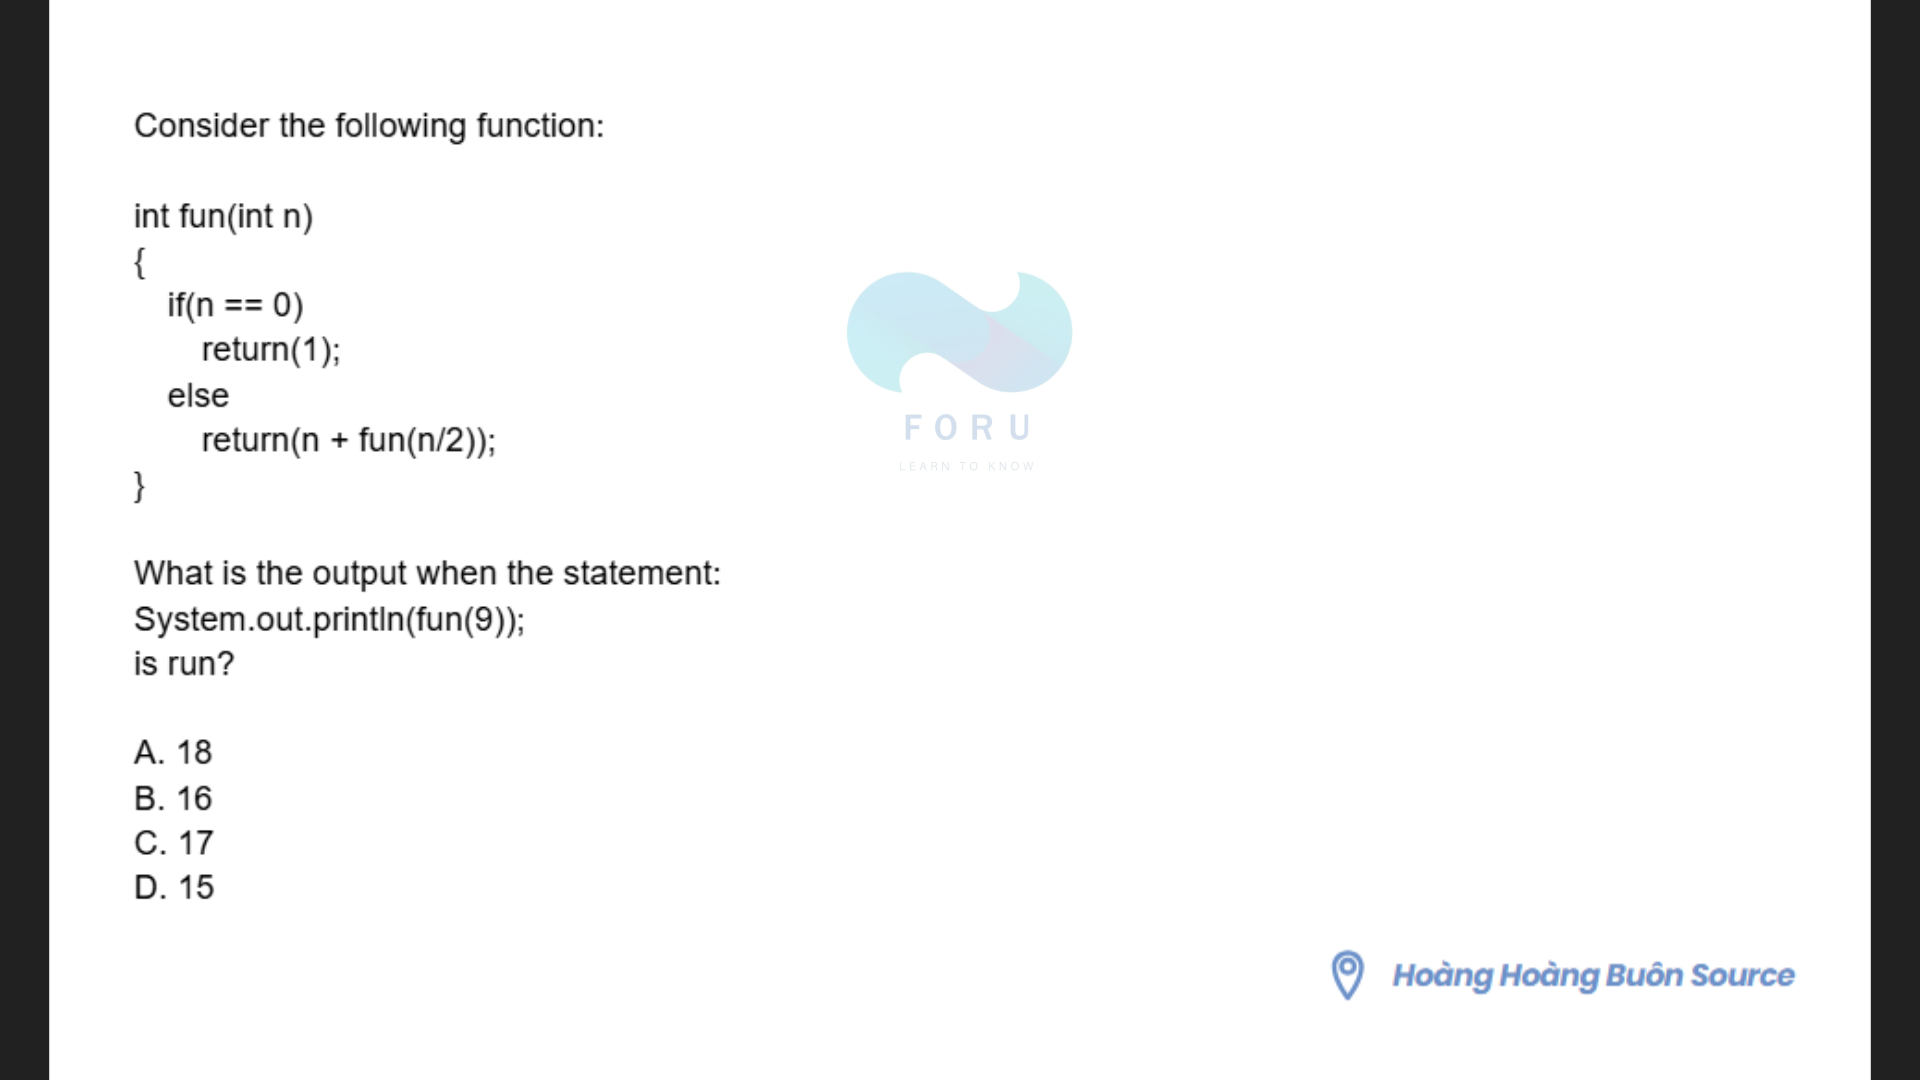 Consider the following function:
int fun(int n)
{
if(n == 0)
return(1);
else
return(n + fun(n/2));
}
What is the output when the statement:
System.out.println(fun(9));
is run?
A. 18
B. 16
C. 17
D. 15
FORU
LEARN TO KNOW
Hoàng Hoàng Buôn Source